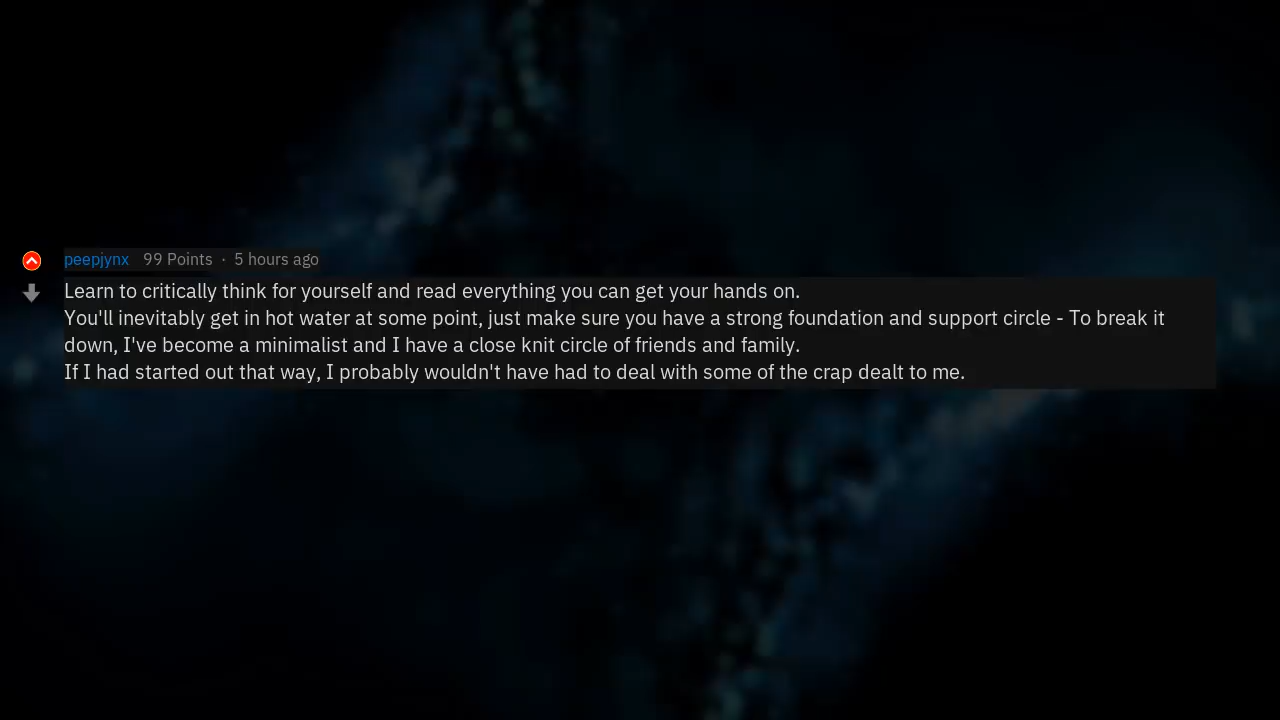 peepjynx 99 Points · 5 hours ago
Learn to critically think for yourself and read everything you can get your hands on.
You'll inevitably get in hot water at some point, just make sure you have a strong foundation and support circle - To break it
down, I've become a minimalist and I have a close knit circle of friends and family.
If I had started out that way, I probably wouldn't have had to deal with some of the crap dealt to me.